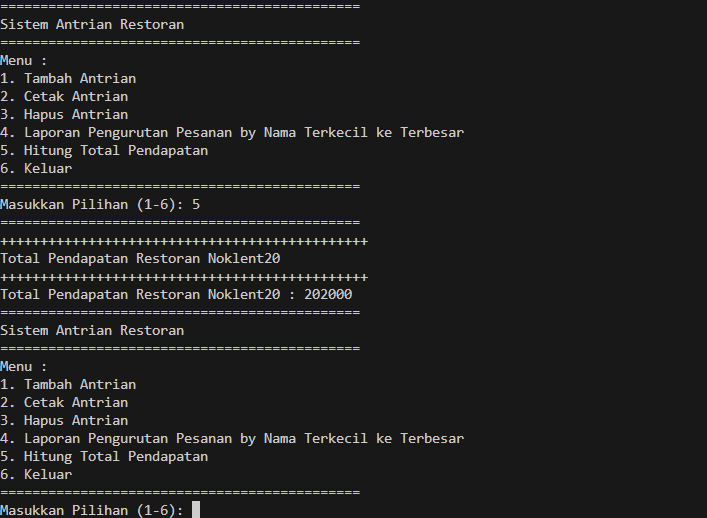 =============================================
Sistem Antrian Restoran
=============================================
Menu :
1. Tambah Antrian
2. Cetak Antrian
3. Hapus Antrian
4. Laporan Pengurutan Pesanan by Nama Terkecil ke Terbesar
5. Hitung Total Pendapatan
6. Keluar
=============================================
Masukkan Pilihan (1-6): 5
=============================================
++++++++++++++++++++++++++++++++++++++++++++++
Total Pendapatan Restoran Noklent20
++++++++++++++++++++++++++++++++++++++++++++++
Total Pendapatan Restoran Noklent20 : 202000
=============================================
Sistem Antrian Restoran
=============================================
Menu :
1. Tambah Antrian
2. Cetak Antrian
3. Hapus Antrian
4. Laporan Pengurutan Pesanan by Nama Terkecil ke Terbesar
5. Hitung Total Pendapatan
6. Keluar
=============================================
Masukkan Pilihan (1-6):